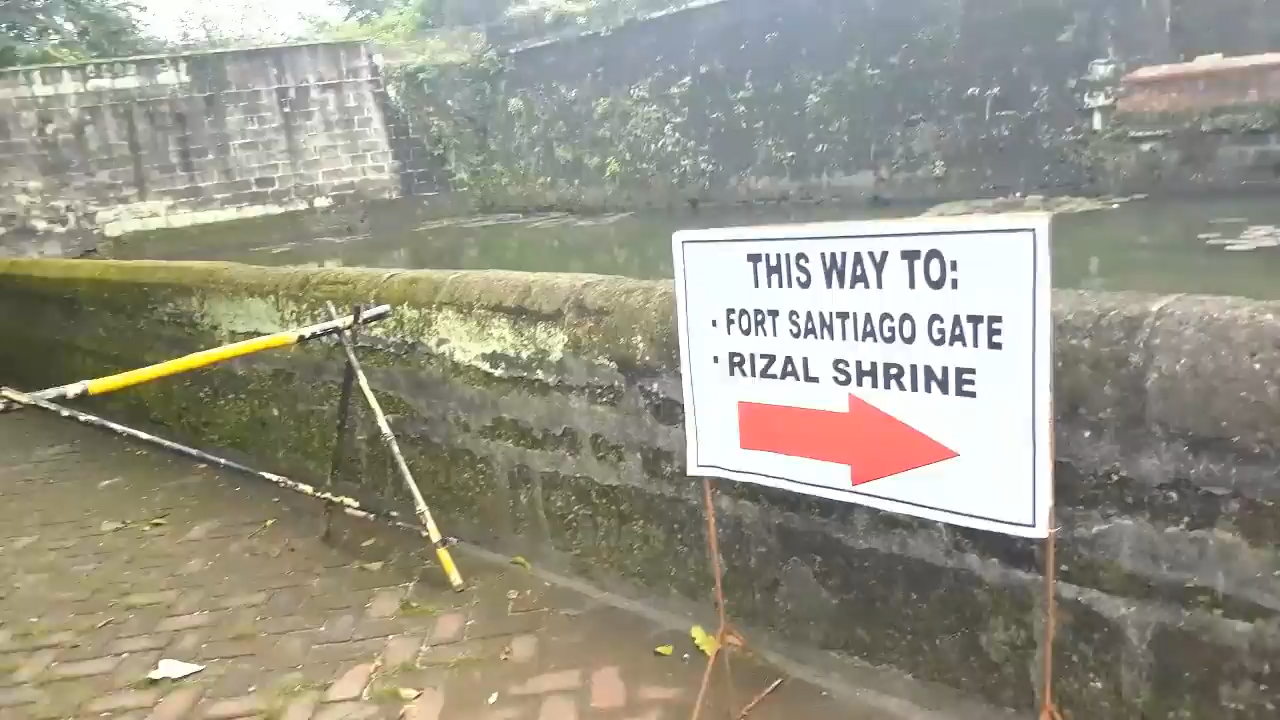 THIS WAY TO:
· FORT SANTIAGO GATE
· RIZAL SHRINE